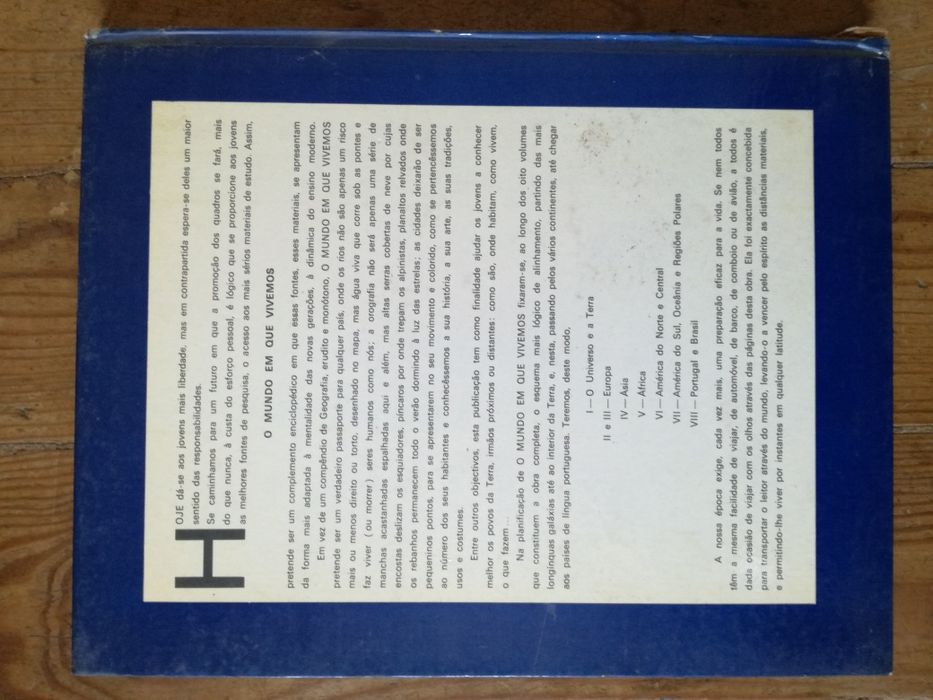 HOJE dá-se aos jovens mais liberdade, mas em contrapartida espera-se deles um maior
sentido das responsabilidades.
Se caminhamos para um futuro em que a promoção dos quadros se fará, mais
do que nunca, à custa do esforço pessoal, é lógico que se proporcione aos jovens
as melhores fontes de pesquisa, o acesso aos mais sérios materiais de estudo. Assim,
O MUNDO EM QUE VIVEMOS
pretende ser um complemento enciclopédico em que essas fontes, esses materiais, se apresentam
da forma mais adaptada à mentalidade das novas gerações, à dinâmica do ensino moderno.
Em vez de um compêndio de Geografia, erudito e monótono, O MUNDO EM QUE VIVEMOS
pretende ser um verdadeiro passaporte para qualquer país, onde os rios não são apenas um risco
mais ou menos direito ou torto, desenhado no mapa, mas água viva que corre sob as pontes e
faz viver (ou morrer) seres humanos como nós; a orografia não será apenas uma série de
manchas acastanhadas espalhadas aqui e além, mas altas serras cobertas de neve por cujas
encostas deslizam os esquiadores, píncaros por onde trepam os alpinistas, planaltos relvados onde
os rebanhos permanecem todo o verão dormindo à luz das estrelas; as cidades deixarão de ser
pequeninos pontos, para se apresentarem no seu movimento e colorido, como se pertencêssemos
ao número dos seus habitantes e conhecêssemos a sua história, a sua arte, as suas tradições,
usos e costumes.
Entre outros objectivos, esta publicação tem como finalidade ajudar os jovens a conhecer
melhor os povos da Terra, irmãos próximos ou distantes: como são, onde habitam, como vivem,
o que fazem...
Na planificação de O MUNDO EM QUE VIVEMOS fixaram-se, ao longo dos oito volumes
que constituem a obra completa, o esquema mais lógico de alinhamento, partindo das mais
longínquas galáxias até ao interior da Terra, e, nesta, passando pelos vários continentes, até chegar
aos países de língua portuguesa. Teremos, deste modo,
I — O Universo e a Terra
II e III — Europa
IV — Ásia
V — África
VI — América do Norte e Central
VII — América do Sul, Oceânia e Regiões Polares
VIII — Portugal e Brasil
A nossa época exige, cada vez mais, uma preparação eficaz para a vida. Se nem todos
têm a mesma facilidade de viajar, de automóvel, de barco, de comboio ou de avião, a todos é
dada ocasião de viajar com os olhos através das páginas desta obra. Ela foi exactamente concebida
para transportar o leitor através do mundo, levando-o a vencer pelo espírito as distâncias materiais,
e permitindo-lhe viver por instantes em qualquer latitude.